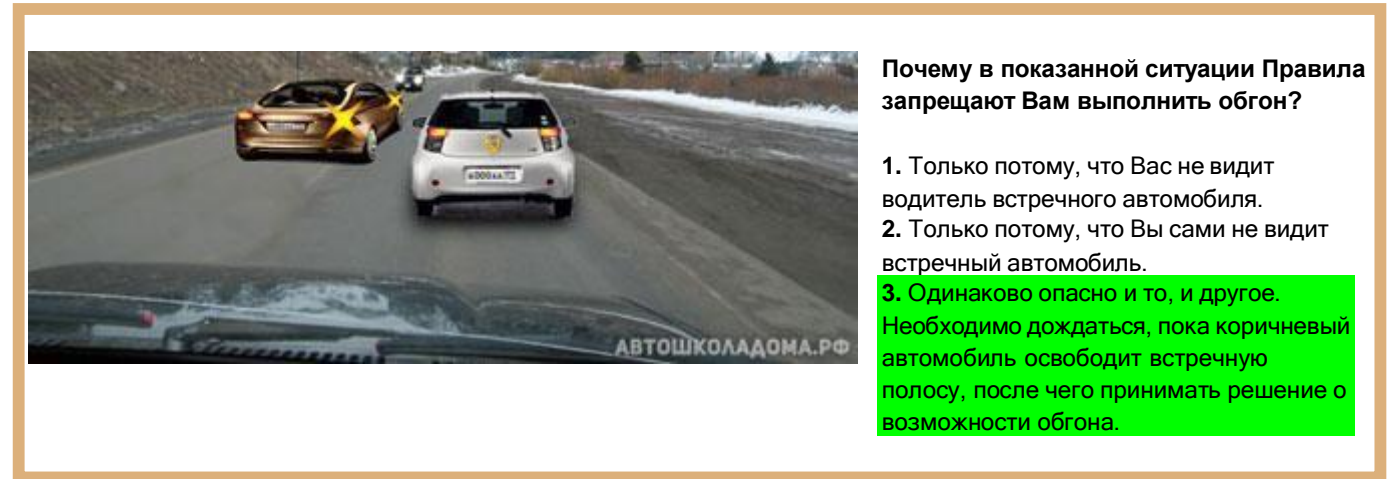 Почему в показанной ситуации Правила
запрещают Вам выполнить обгон?
1. Только потому, что Вас не видит
водитель встречного автомобиля.
2. Только потому, что Вы сами не видит
встречный автомобиль.
3. Одинаково опасно и то, и другое.
Необходимо дождаться, пока коричневый
автомобиль освободит встречную
полосу, после чего принимать решение о
возможности обгона.
АВТОШКОЛАДОМА.РФ